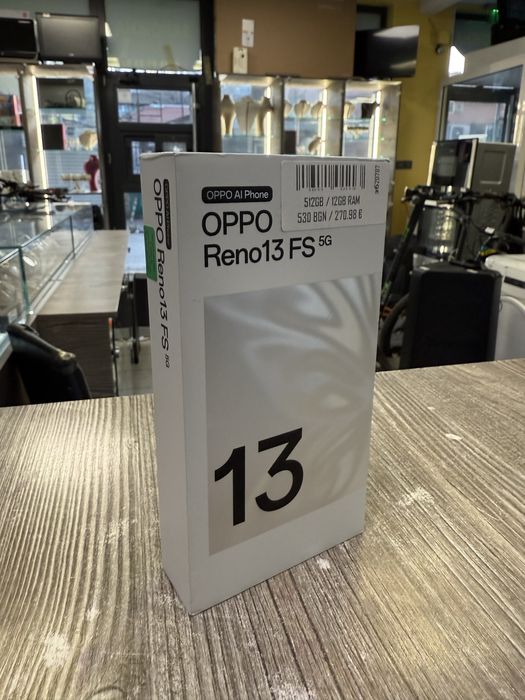 OPPO AI Phone
OPPO
Reno13 FS 5G
512GB / 12GB RAM
530 BGN / 270.98 €
13
OPPO Reno13 FS 5G